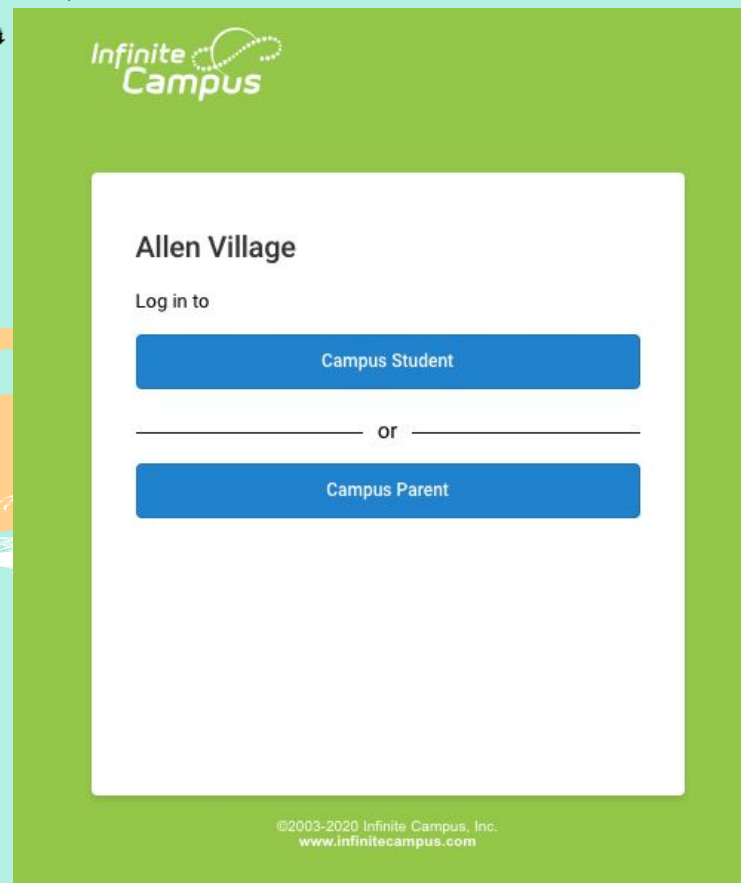 Infinite
Campus
Allen Village
Log in to
Campus Student
or
Campus Parent
©2003-2020 Infinite Campus, Inc.
www.infinitecampus.com